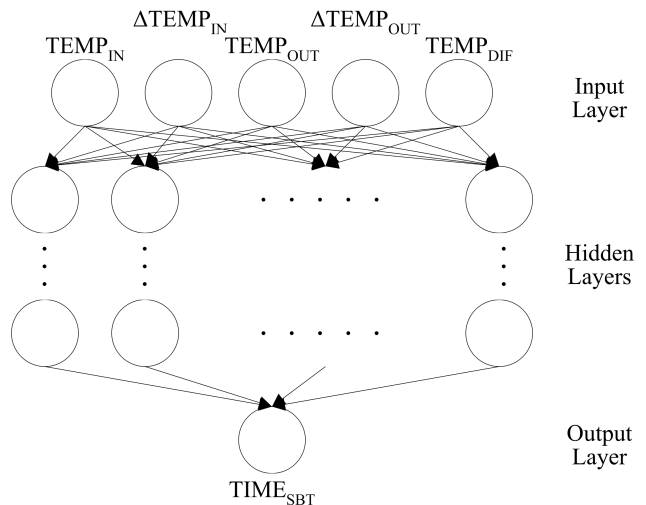 ΔTEMP_IN ΔTEMP_OUT
TEMP_IN TEMP_OUT TEMP_DIF
Input
Layer
Hidden
Layers
Output
Layer
TIME_SBT